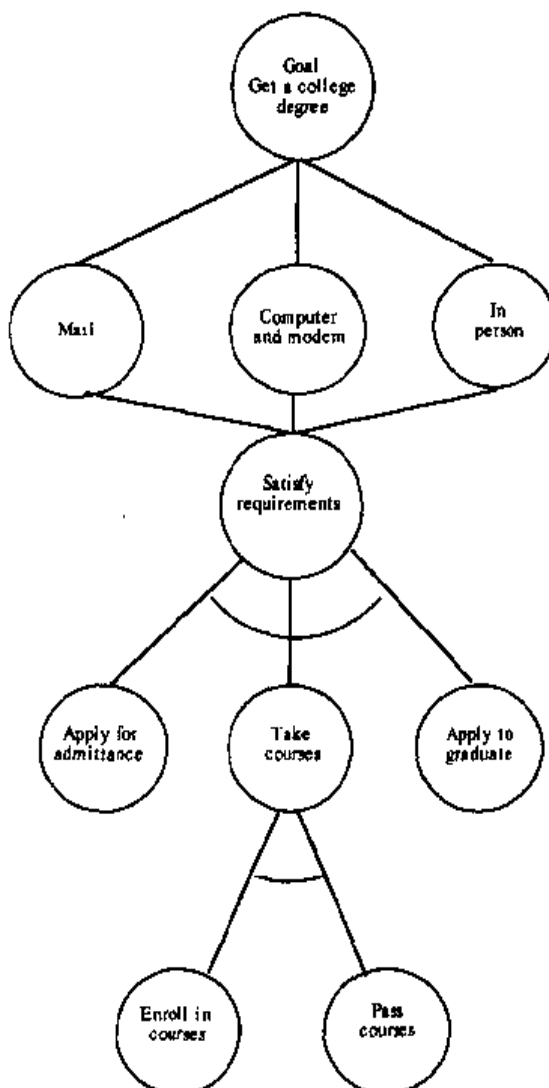 Goal
Get a college
degree
Mail
Computer
and modem
In
person
Satisfy
requirements
Apply for
admittance
Take
courses
Apply to
graduate
Enroll in
courses
Pass
courses